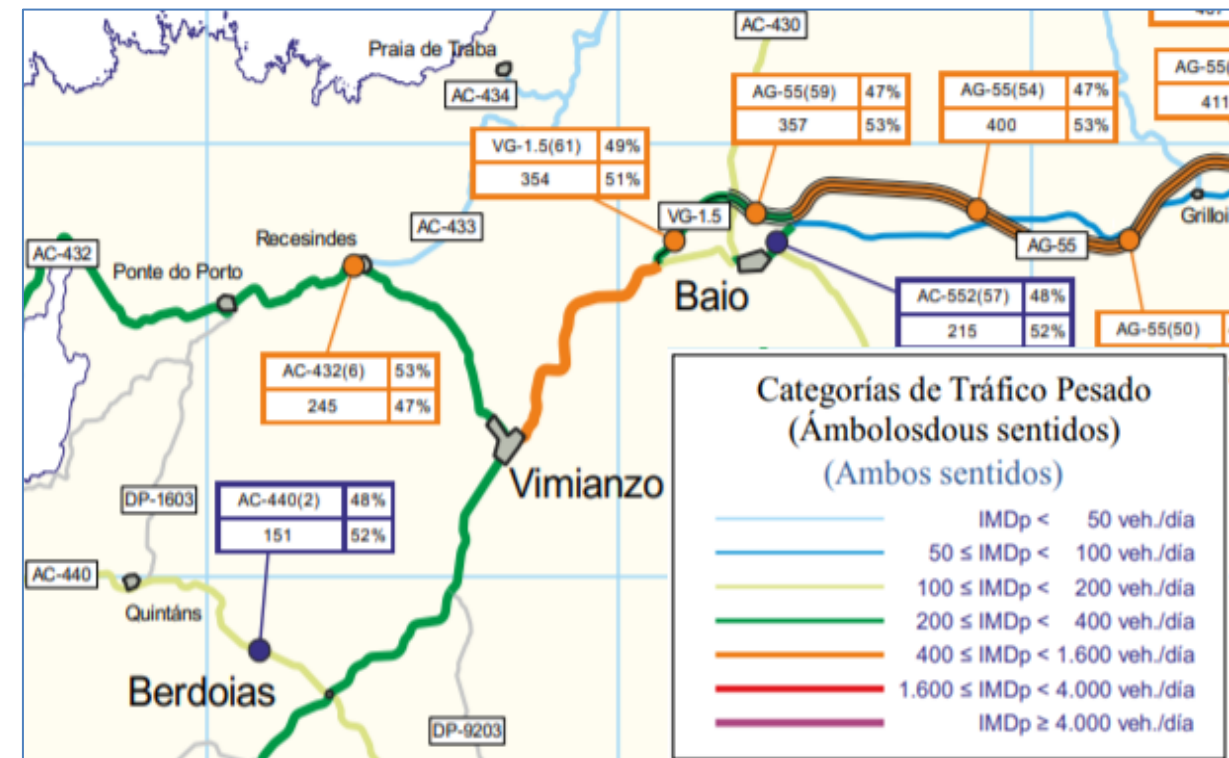 AC-430
Praia de Traba
AC-434
AG-55(59) 47%
357 53%
AG-55(54) 47%
400 53%
AG-55(
411
VG-1.5(61) 49%
354 51%
VG-1.5
AC-433
Recesindes
AC-432
Ponte do Porto
Grilloi
AG-55
Baio
AC-552(57) 48%
215 52%
AG-55(50)
AC-432(6) 53%
245 47%
Vimianzo
DP-1603
AC-440(2) 48%
151 52%
AC-440
Quintáns
Berdoias
DP-9203
Categorías de Tráfico Pesado
(Ámbolosdous sentidos)
(Ambos sentidos)
IMDp < 50 veh./día
50 ≤ IMDp < 100 veh./día
100 ≤ IMDp < 200 veh./día
200 ≤ IMDp < 400 veh./día
400 ≤ IMDp < 1.600 veh./día
1.600 ≤ IMDp < 4.000 veh./día
IMDp ≥ 4.000 veh./día